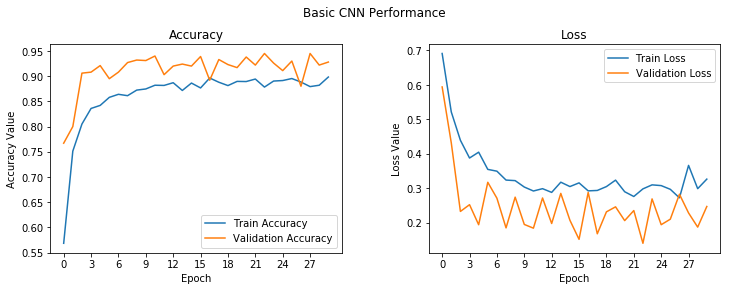 Basic CNN Performance
Accuracy
Accuracy Value
0.95
0.90
0.85
0.80
0.75
0.70
0.65
0.60
0.55
Train Accuracy
Validation Accuracy
0 3 6 9 12 15 18 21 24 27
Epoch
Loss
Loss Value
0.7
0.6
0.5
0.4
0.3
0.2
Train Loss
Validation Loss
0 3 6 9 12 15 18 21 24 27
Epoch